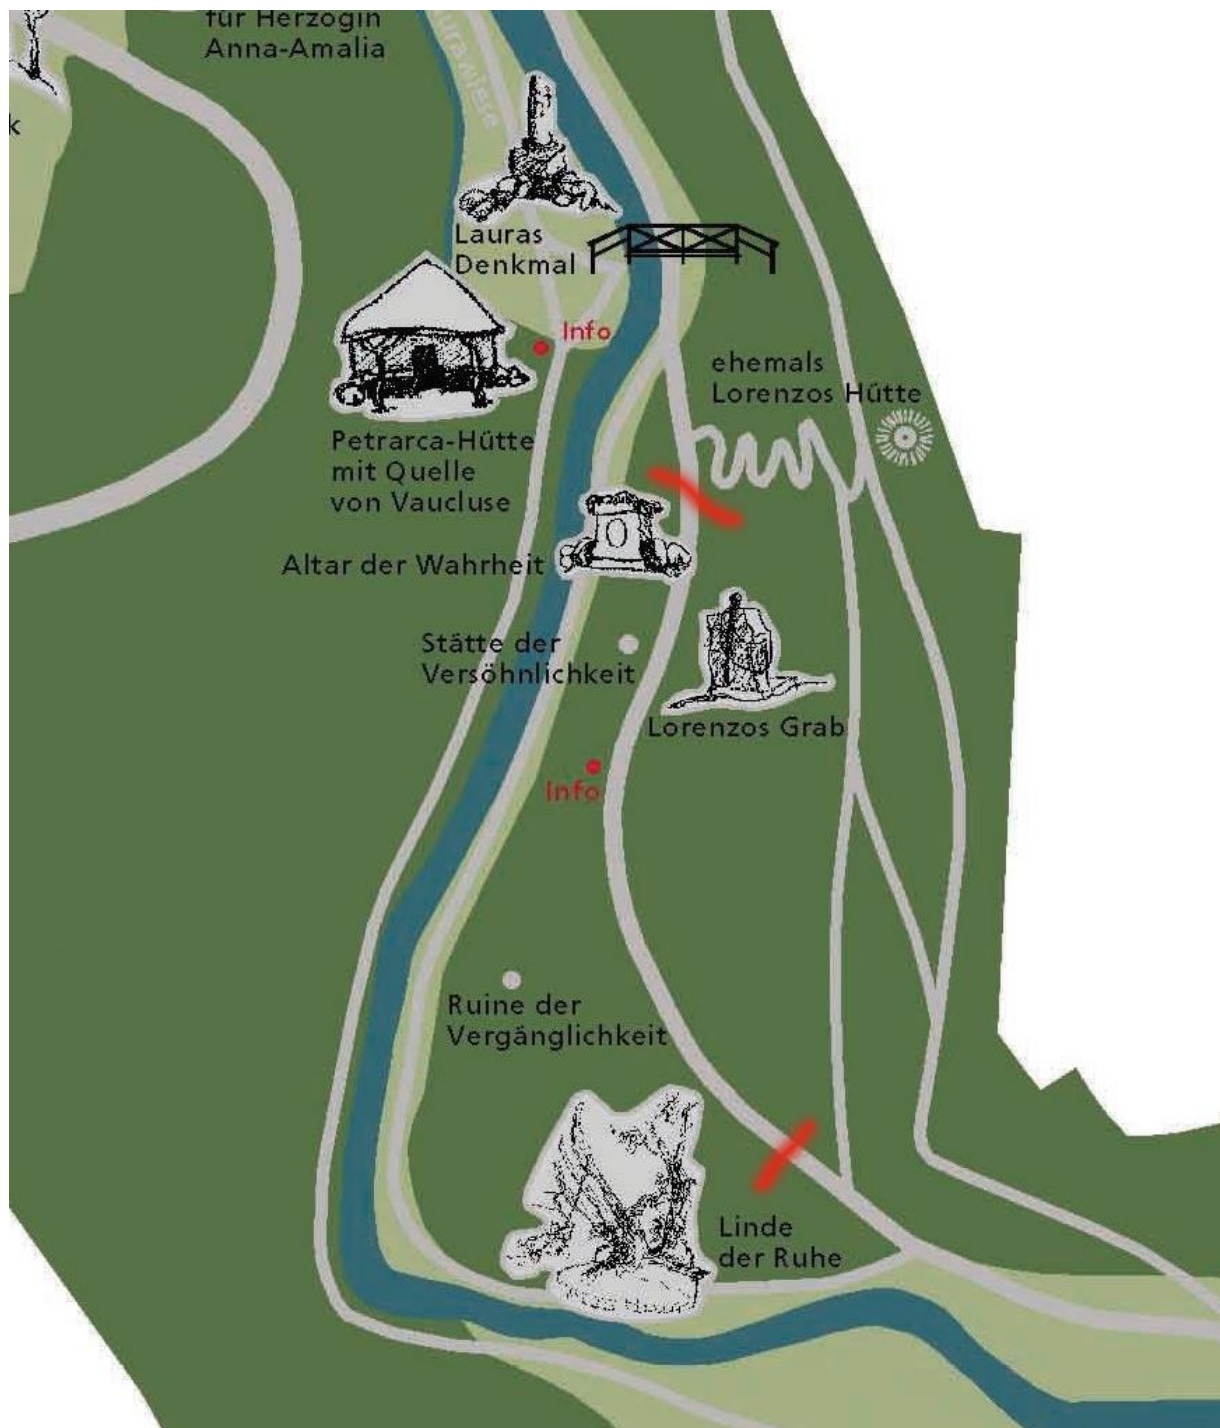 für Herzogin
Anna-Amalia
k
Lauras
Denkmal
Info
ehemals
Lorenzos Hütte
Petrarca-Hütte
mit Quelle
von Vaucluse
Altar der Wahrheit
Stätte der
Versöhnlichkeit
Lorenzos Grab
Info
Ruine der
Vergänglichkeit
Linde
der Ruhe